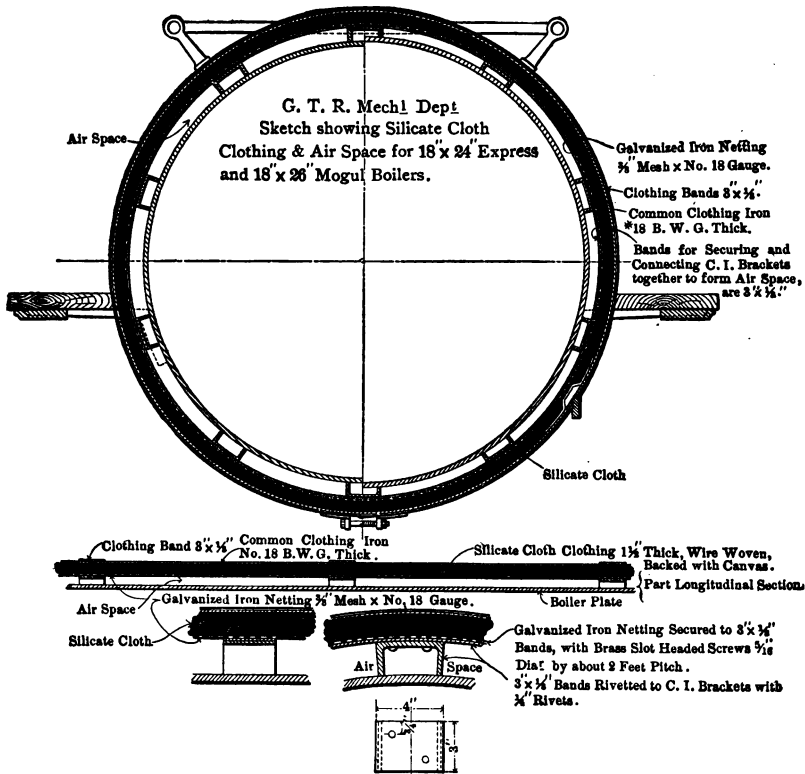 G. T. R. Mechl Dept
Sketch showing Silicate Cloth
Clothing & Air Space for 18"x 24" Express
and 18"x 26" Mogul Boilers.
Air Space
Galvanized Iron Netting
⅜" Mesh x No. 18 Gauge.
Clothing Bands 3"x ⅛".
Common Clothing Iron
#18 B. W. G. Thick.
Bands for Securing and
Connecting C. I. Brackets
together to form Air Space,
are 3"x ⅛."
Silicate Cloth
Clothing Band 3"x ⅛"
Common Clothing Iron
No. 18 B.W.G. Thick.
Silicate Cloth Clothing 1½" Thick, Wire Woven,
Backed with Canvas.
Part Longitudinal Section
Air Space
Galvanized Iron Netting ⅜" Mesh x No, 18 Gauge.
Boiler Plate
Silicate Cloth
Air
Space
Galvanized Iron Netting Secured to 3"x ⅛"
Bands, with Brass Slot Headed Screws 5/16"
Diar by about 2 Feet Pitch.
3"x ⅛" Bands Rivetted to C. I. Brackets with
Rivets.
4"
3"